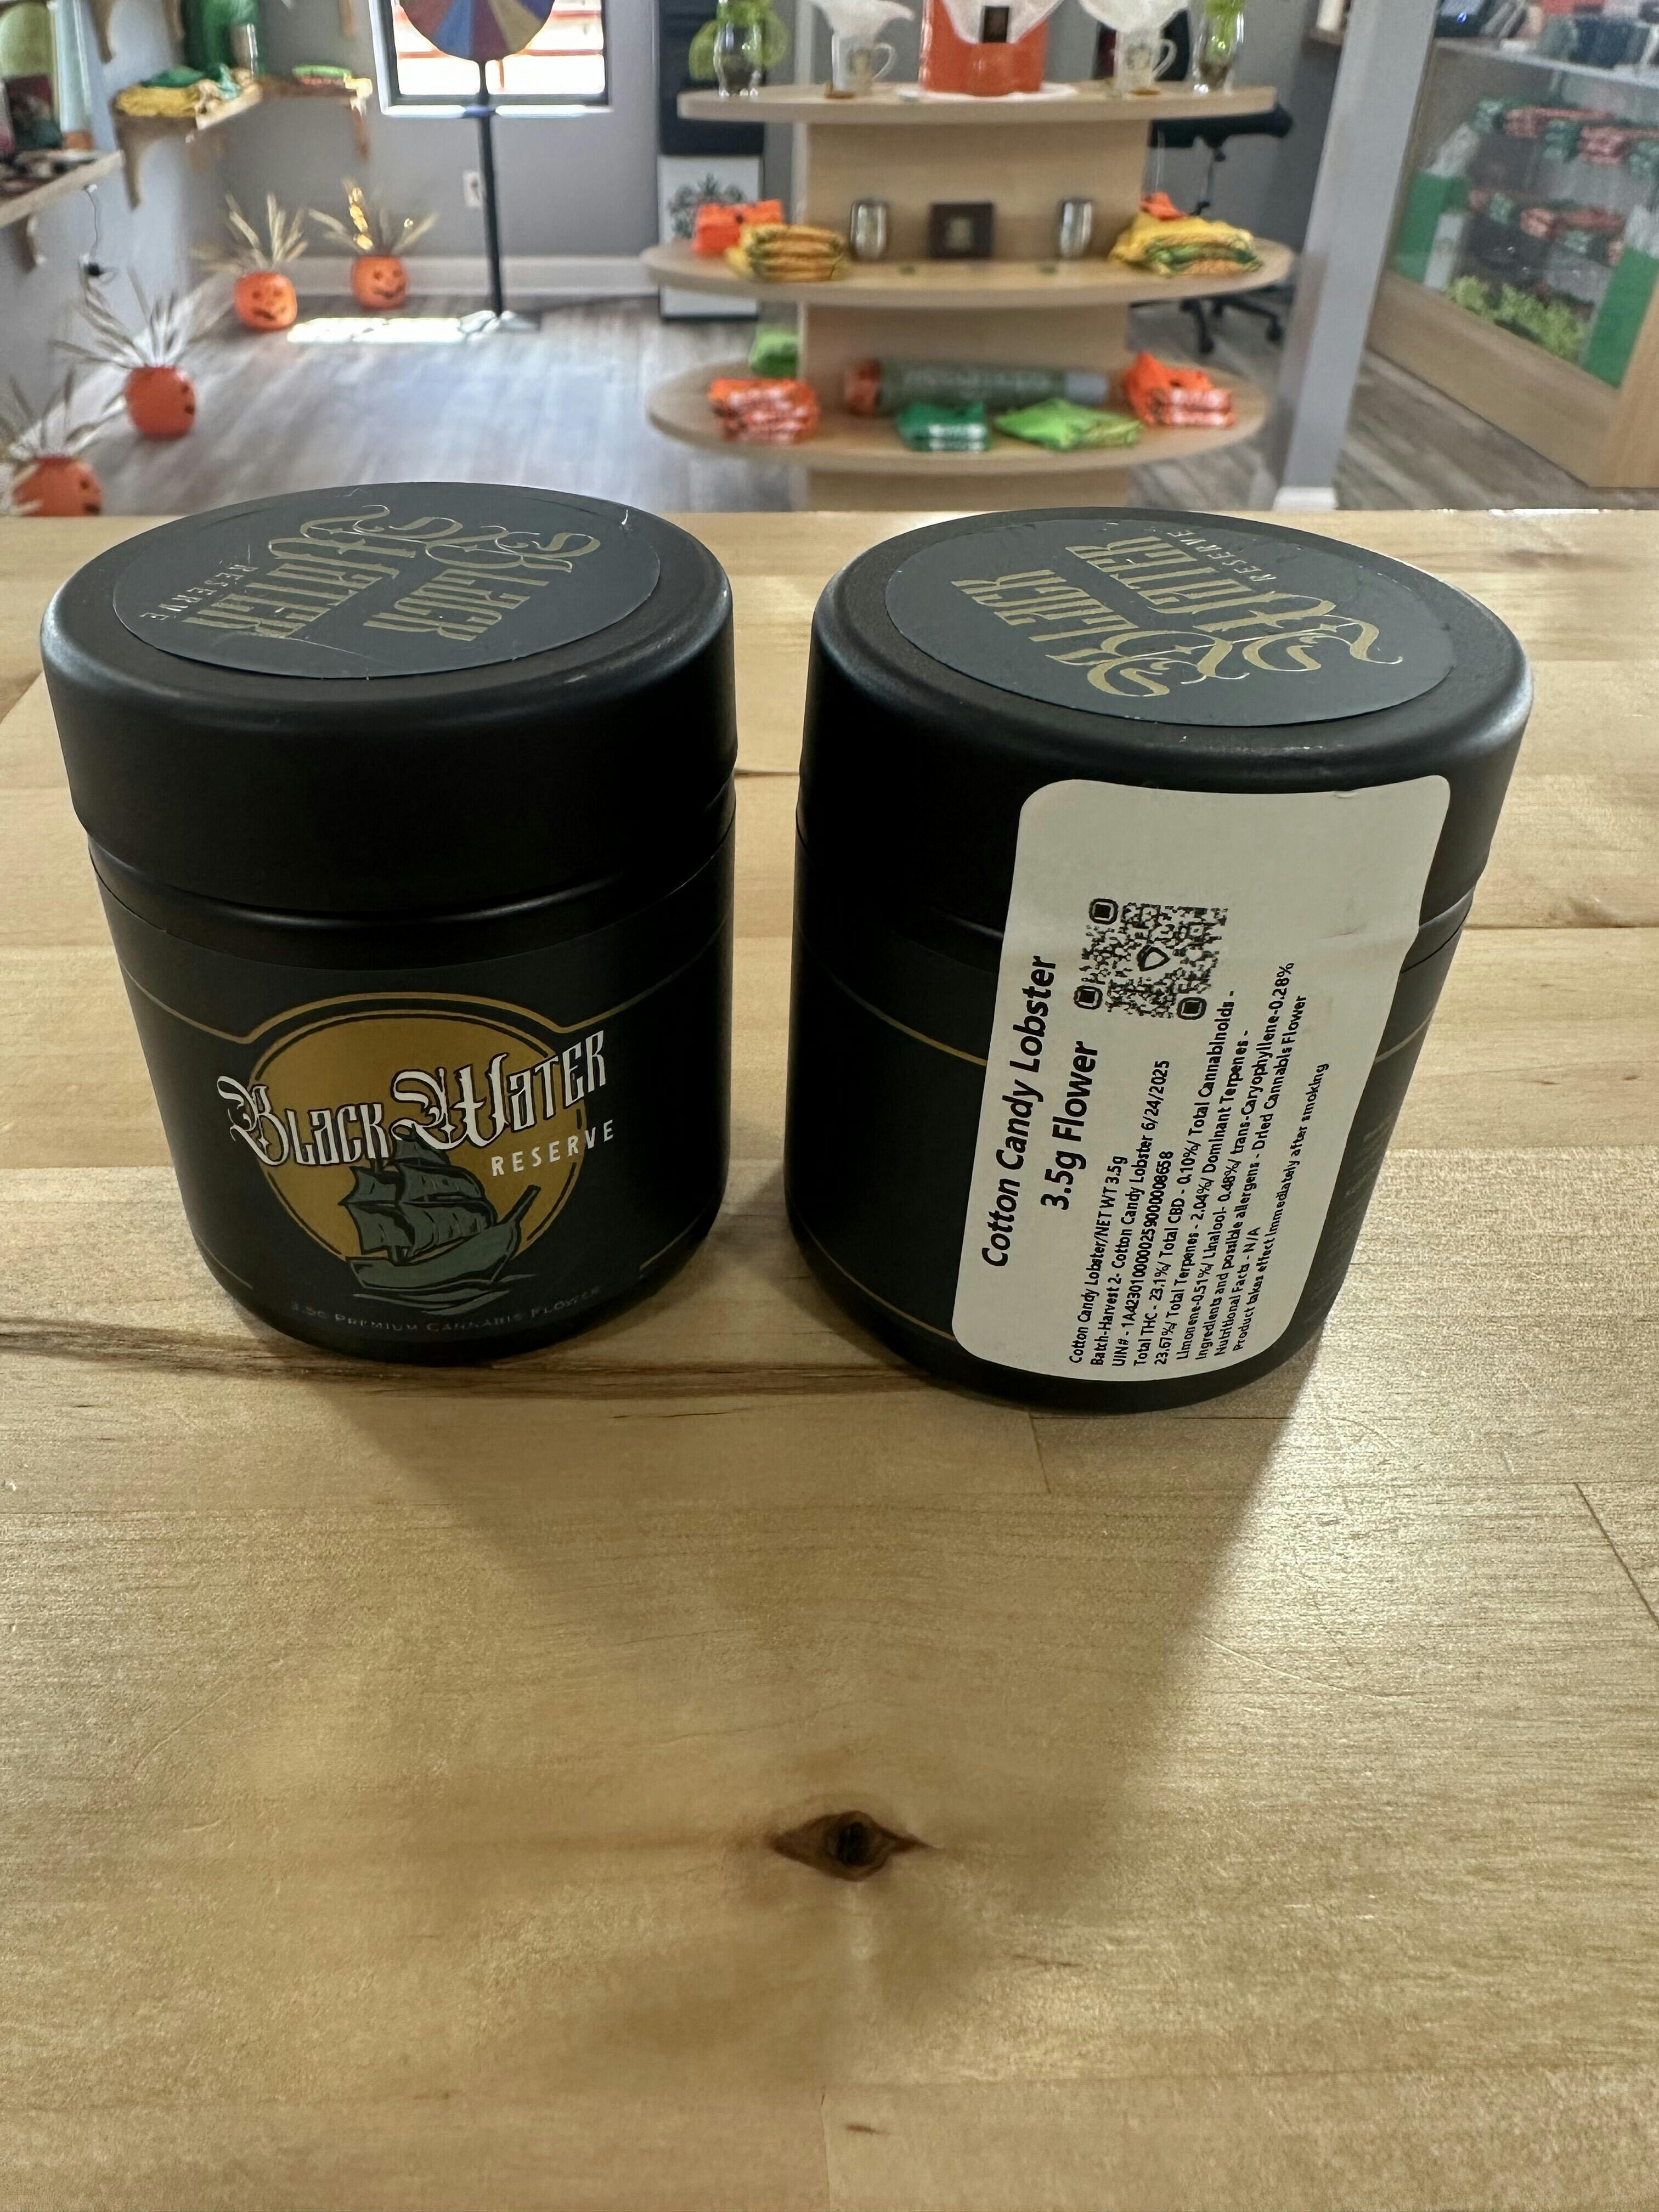 Black
Water
RESERVE
Black
Water
RESERVE
Black Water
RESERVE
3.5G PREMIUM CANNABIS FLOWER
Cotton Candy Lobster
3.5g Flower
Cotton Candy Lobster/NET WT 3.5g
Batch-Harvest 2- Cotton Candy Lobster 6/24/2025
UIN# - 1A4230100000259000008658
Total THC - 23.1%/ Total CBD - 0.10%/ Total Cannabinolds -
23.67%/ Total Terpenes - 2.04%/ Dominant Terpenes -
Limonene-0.51%/ Linalool- 0.48%/ trans-Caryophyllene-0.28%
Ingredients and possible allergens - Dried Cannabis Flower
Nutritional Facts - N/A
Product takes effect immediately after smoking